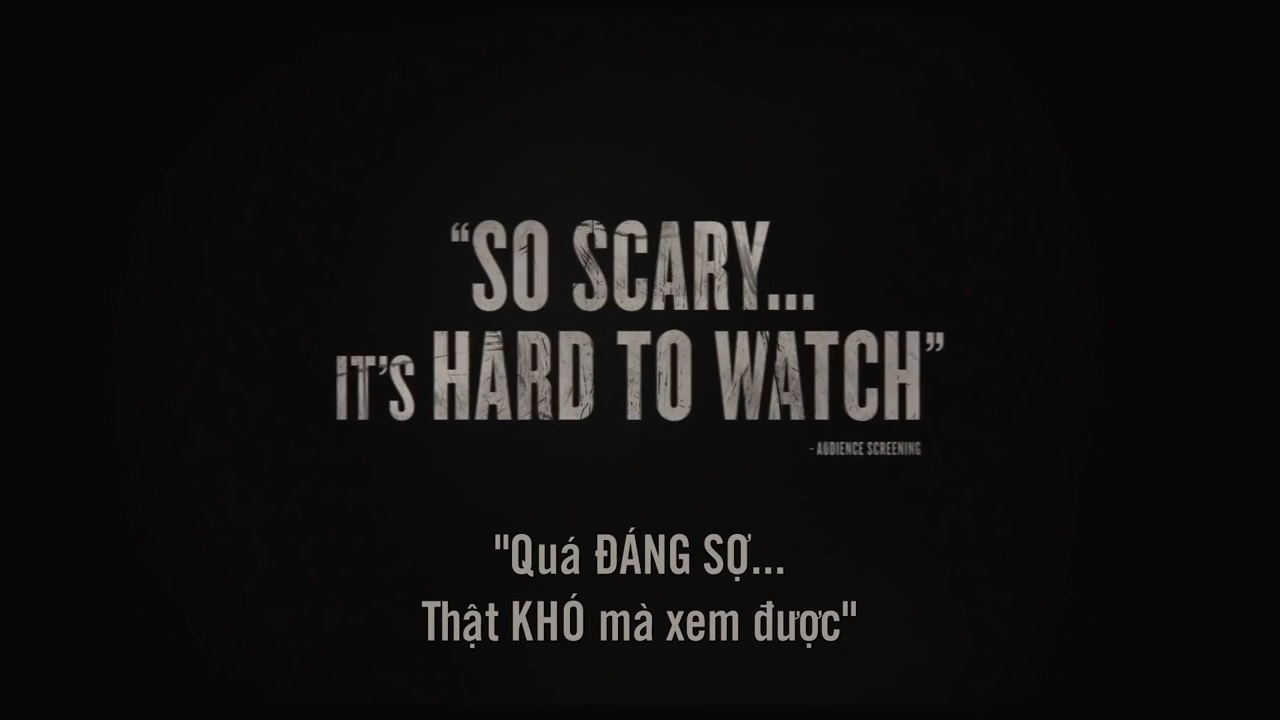 “SO SCARY...
IT’S HARD TO WATCH”
- AUDIENCE SCREENING
"Quá ĐÁNG SỢ...
Thật KHÓ mà xem được"